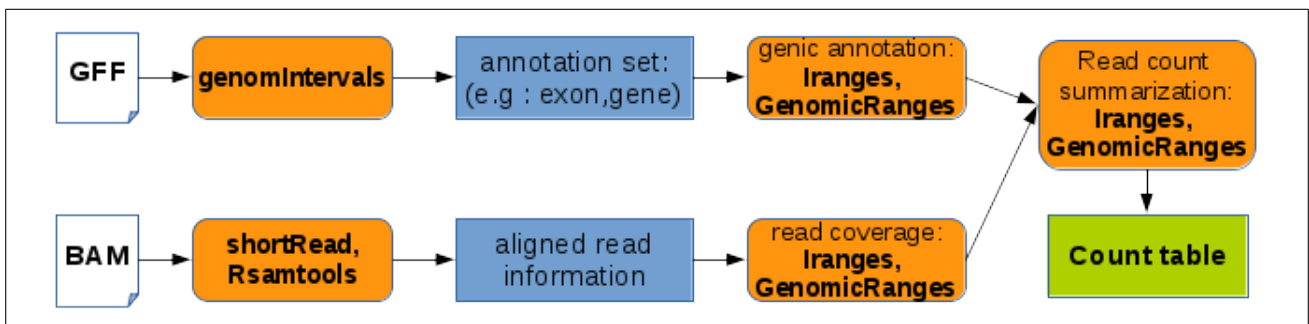 GFF
genomIntervals
annotation set:
(e.g : exon,gene)
genic annotation:
Iranges,
GenomicRanges
Read count
summarization:
Iranges,
GenomicRanges
BAM
shortRead,
Rsamtools
aligned read
information
read coverage:
Iranges,
GenomicRanges
Count table